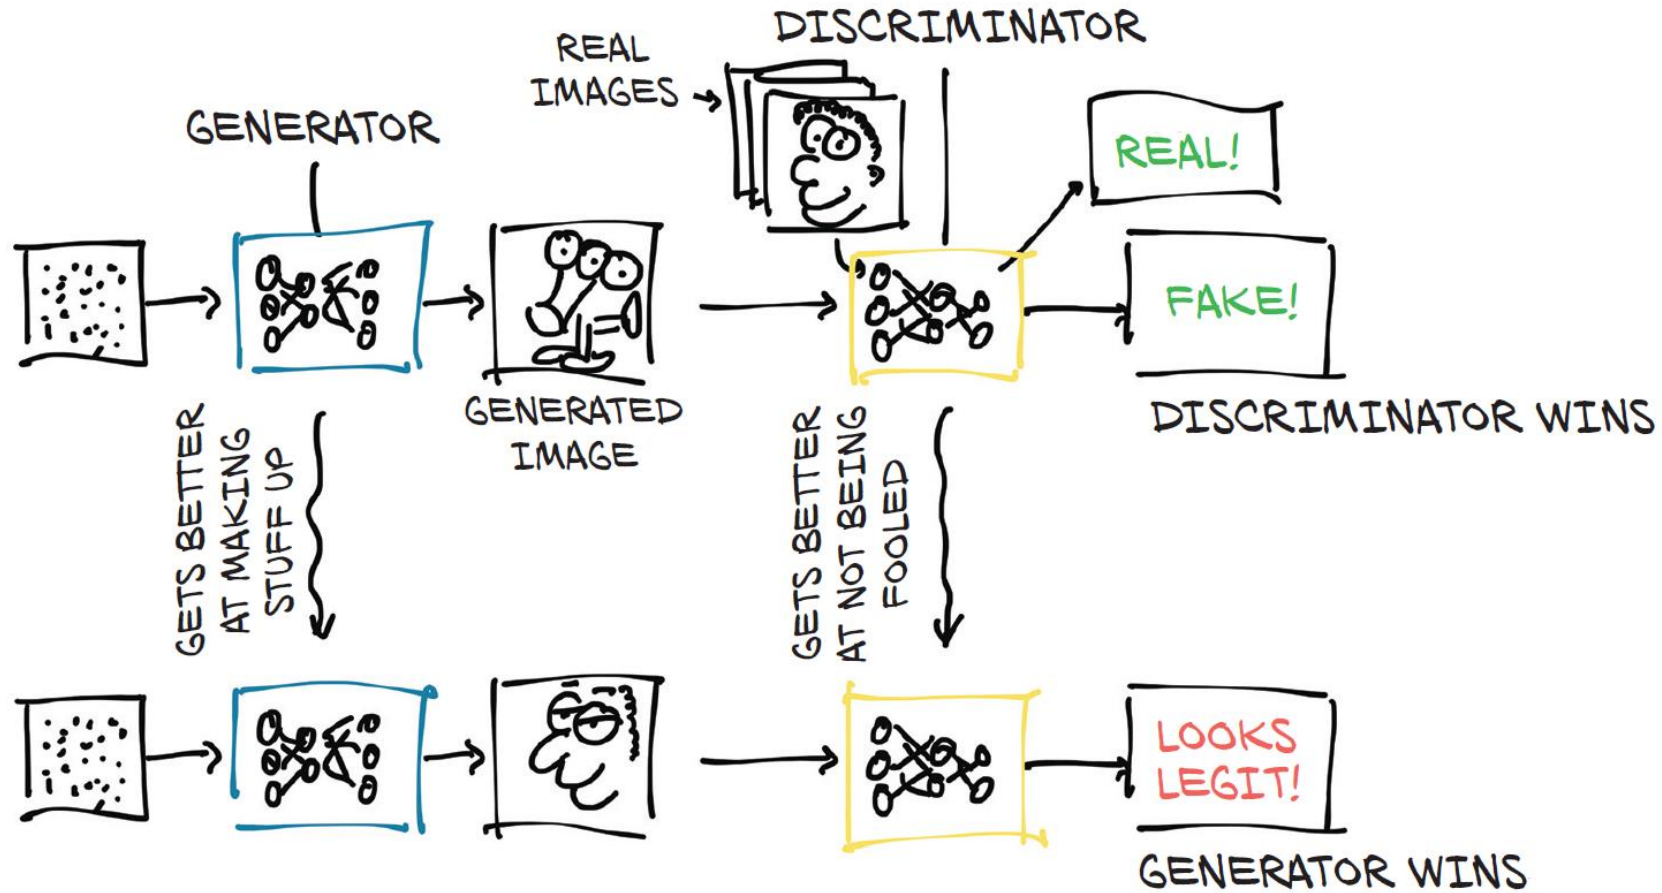 DISCRIMINATOR
REAL
IMAGES
GENERATOR
REAL!
FAKE!
GENERATED
IMAGE
DISCRIMINATOR WINS
GETS BETTER
AT MAKING
STUFF UP
GETS BETTER
AT NOT BEING
FOOLED
LOOKS
LEGIT!
GENERATOR WINS